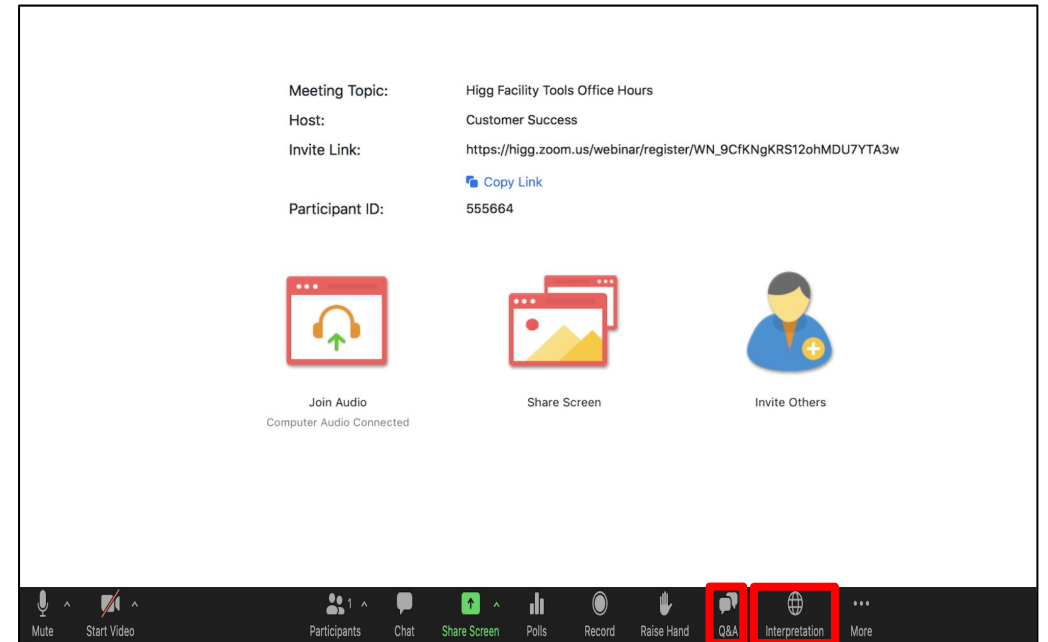 Meeting Topic: Higg Facility Tools Office Hours
Host: Customer Success
Invite Link: https://higg.zoom.us/webinar/register/WN_9CfKNgKRS12ohMDU7YTA3w
Copy Link
Participant ID: 555664
Join Audio Share Screen Invite Others
Computer Audio Connected
1
Mute Start Video Participants Chat Share Screen Polls Record Raise Hand Q&A Interpretation More